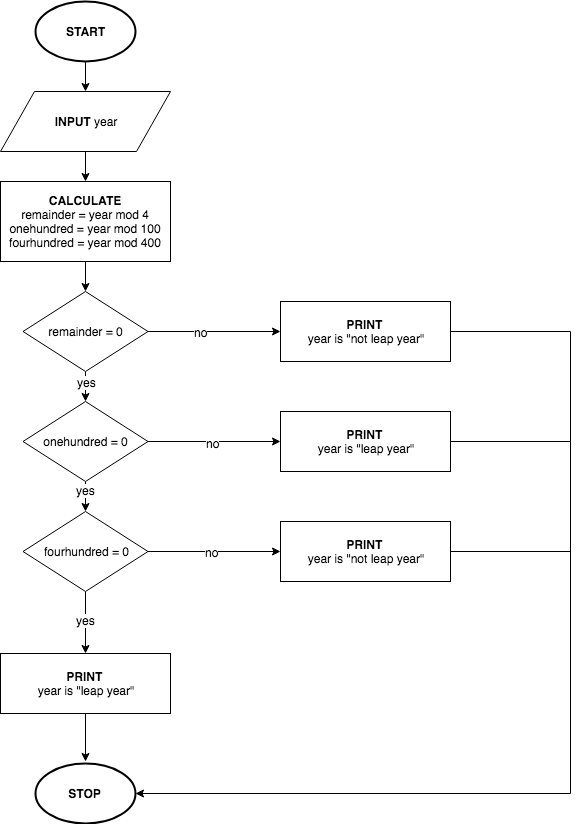 START
INPUT year
CALCULATE
remainder = year mod 4
onehundred = year mod 100
fourhundred = year mod 400
remainder = 0
no
PRINT
year is "not leap year"
yes
onehundred = 0
no
PRINT
year is "leap year"
yes
fourhundred = 0
no
PRINT
year is "not leap year"
yes
PRINT
year is "leap year"
STOP